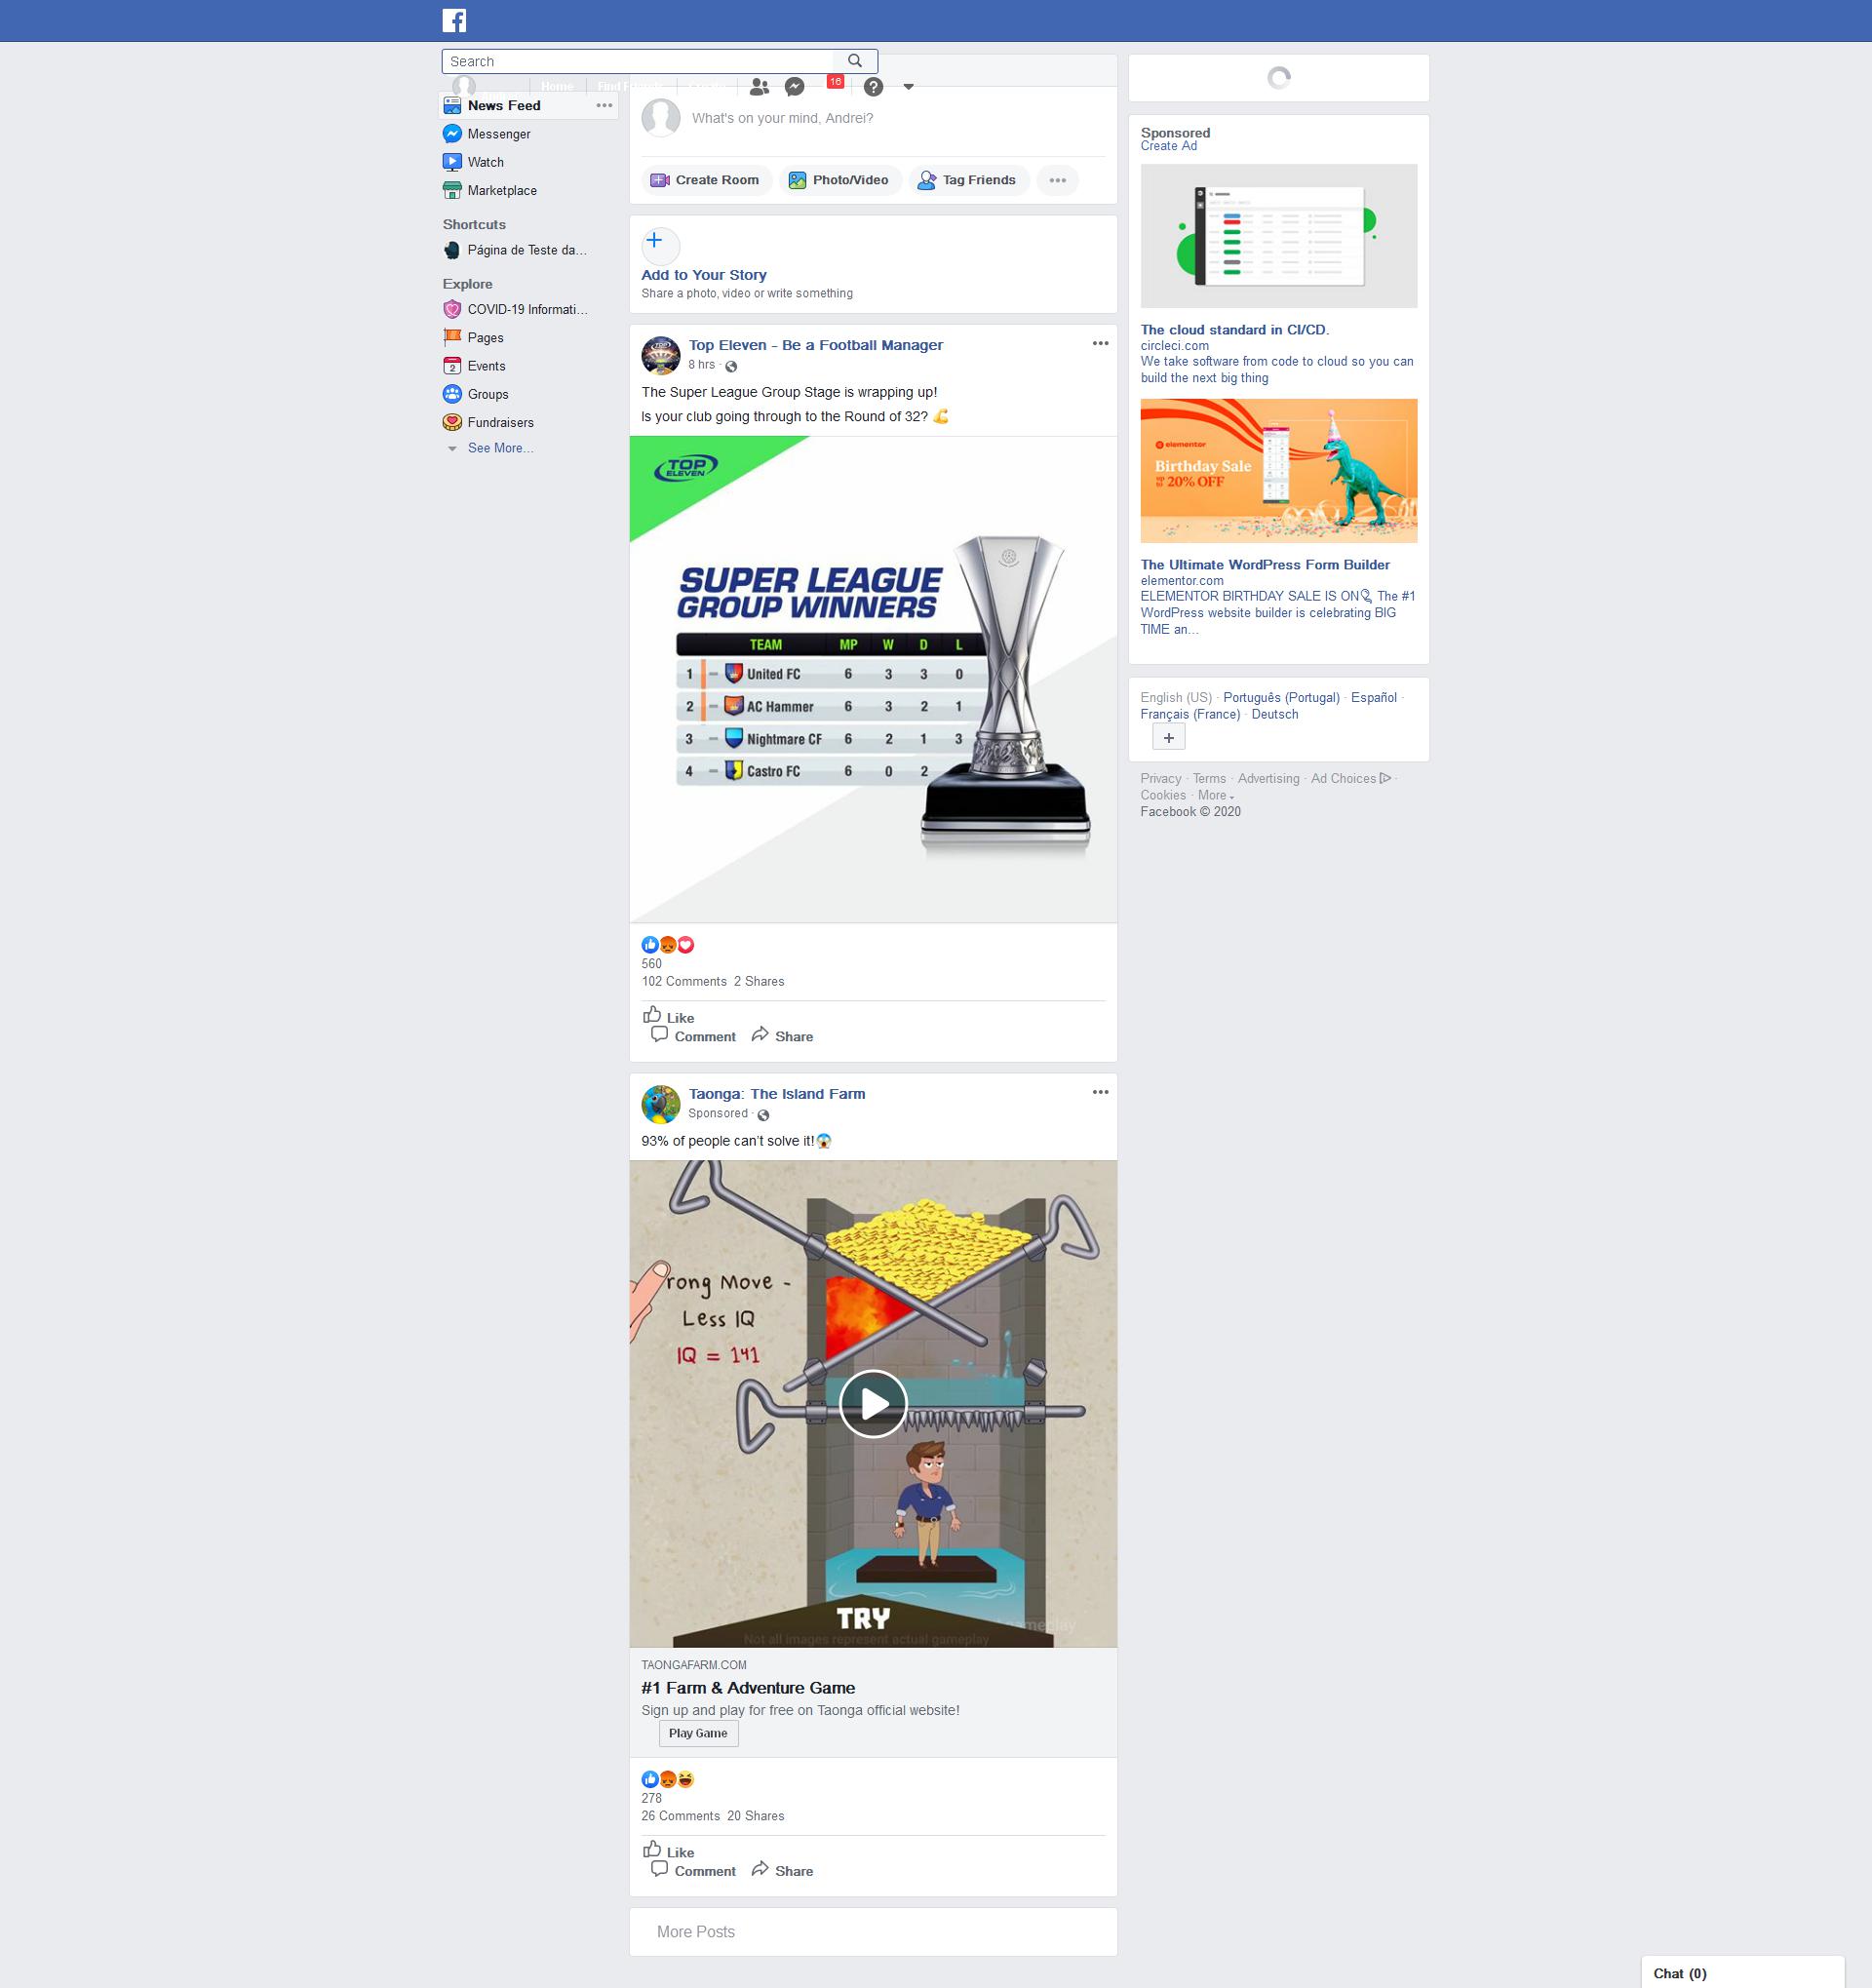 Search
Home
Find Friends
16
News Feed
Messenger
Watch
Marketplace
Shortcuts
Página de Teste da...
Explore
COVID-19 Informati...
Pages
2
Events
Groups
Fundraisers
See More...
What's on your mind, Andrei?
Create Room
Photo/Video
Tag Friends
Add to Your Story
Share a photo, video or write something
Top Eleven - Be a Football Manager
8 hrs ·
The Super League Group Stage is wrapping up!
Is your club going through to the Round of 32? 💪
TOP
ELEVEN
SUPER LEAGUE
GROUP WINNERS
TEAM MP W D L
1 – United FC 6 3 3 0
2 – AC Hammer 6 3 2 1
3 – Nightmare CF 6 2 1 3
4 – Castro FC 6 0 2
560
102 Comments 2 Shares
Like
Comment Share
Taonga: The Island Farm
Sponsored ·
93% of people can't solve it!😱
rong Move -
Less IQ
IQ = 141
TRY
gameplay
Not all images represent actual gameplay
TAONGAFARM.COM
#1 Farm & Adventure Game
Sign up and play for free on Taonga official website!
Play Game
278
26 Comments 20 Shares
Like
Comment Share
More Posts
Sponsored
Create Ad
The cloud standard in CI/CD.
circleci.com
We take software from code to cloud so you can
build the next big thing
elementor
Birthday Sale
UP TO 20% OFF
The Ultimate WordPress Form Builder
elementor.com
ELEMENTOR BIRTHDAY SALE IS ON The #1
WordPress website builder is celebrating BIG
TIME an...
English (US) · Português (Portugal) · Español ·
Français (France) · Deutsch
Privacy · Terms · Advertising · Ad Choices ·
Cookies · More
Facebook © 2020
Chat (0)